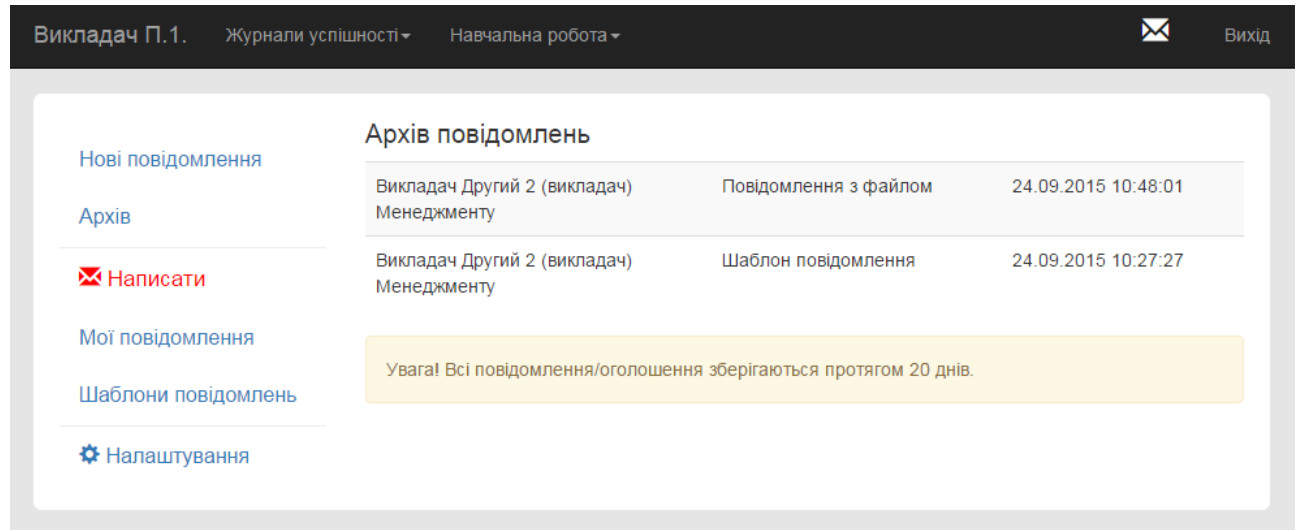 Викладач П.1. Журнали успішності Навчальна робота Вихід
Нові повідомлення
Архів
Написати
Мої повідомлення
Шаблони повідомлень
Налаштування
Архів повідомлень
Викладач Другий 2 (викладач) Повідомлення з файлом 24.09.2015 10:48:01
Менеджменту
Викладач Другий 2 (викладач) Шаблон повідомлення 24.09.2015 10:27:27
Менеджменту
Увага! Всі повідомлення/оголошення зберігаються протягом 20 днів.